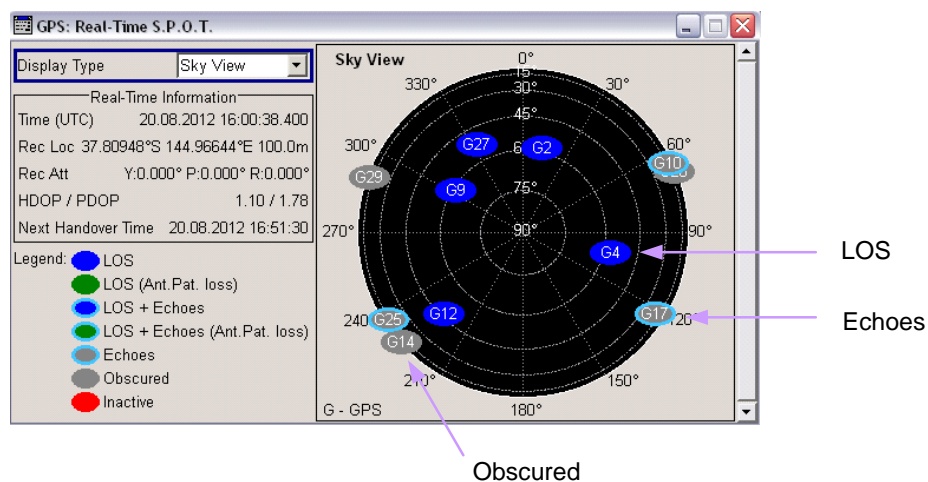 GPS: Real-Time S.P.O.T.
Display Type Sky View
Real-Time Information
Time (UTC) 20.08.2012 16:00:38.400
Rec Loc 37.80948°S 144.96644°E 100.0m
Rec Att Y:0.000° P:0.000° R:0.000°
HDOP / PDOP 1.10 / 1.78
Next Handover Time 20.08.2012 16:51:30
Legend: LOS
LOS (Ant.Pat. loss)
LOS + Echoes
LOS + Echoes (Ant.Pat. loss)
Echoes
Obscured
Inactive
Sky View
0°
15°
330° 30° 30°
45°
300° G27 6 G2 60°
G29 G10
G9 75°
270° 90° 90°
G4
240 G25 G12 G17 120
G14
210° 150°
G - GPS 180°
LOS
Echoes
Obscured